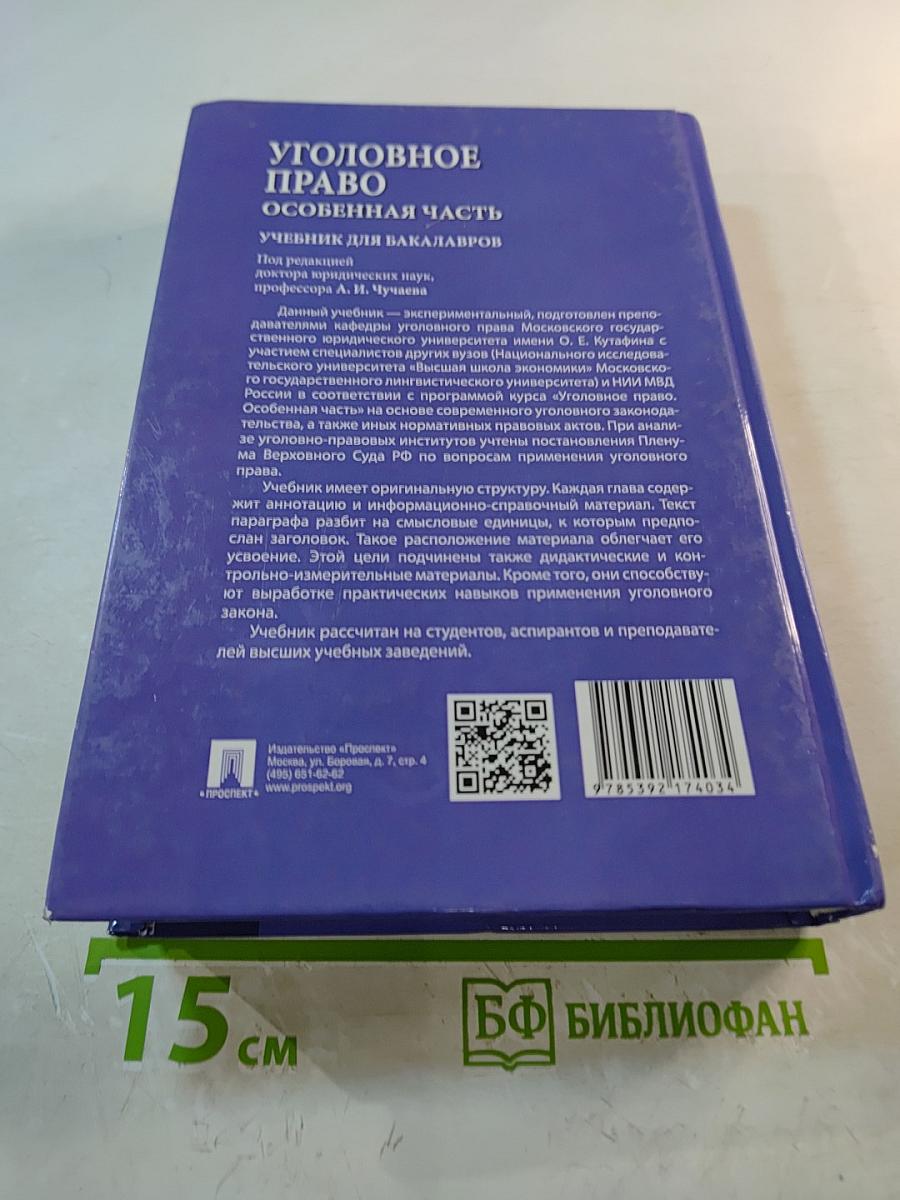 УГОЛОВНОЕ
ПРАВО
ОСОБЕННАЯ ЧАСТЬ
УЧЕБНИК ДЛЯ БАКАЛАВРОВ
Под редакцией
доктора юридических наук,
профессора А. И. Чучаева
Данный учебник — экспериментальный, подготовлен препо-
давателями кафедры уголовного права Московского государ-
ственного юридического университета имени О. Е. Кутафина с
участием специалистов других вузов (Национального исследова-
тельского университета «Высшая школа экономики» Московско-
го государственного лингвистического университета) и НИИ МВД
России в соответствии с программой курса «Уголовное право.
Особенная часть» на основе современного уголовного законода-
тельства, а также иных нормативных правовых актов. При анали-
зе уголовно-правовых институтов учтены постановления Плену-
ма Верховного Суда РФ по вопросам применения уголовного
права.
Учебник имеет оригинальную структуру. Каждая глава содер-
жит аннотацию и информационно-справочный материал. Текст
параграфа разбит на смысловые единицы, к которым предпо-
слан заголовок. Такое расположение материала облегчает его
усвоение. Этой цели подчинены также дидактические и кон-
трольно-измерительные материалы. Кроме того, они способству-
ют выработке практических навыков применения уголовного
закона.
Учебник рассчитан на студентов, аспирантов и преподавате-
лей высших учебных заведений.
Издательство «Проспект»
Москва, ул. Боровая, д. 7, стр. 4
(495) 651-62-62
www.prospekt.org
•ПРОСПЕКТ•
9785392174034
15 см
БФ БИБЛИОФАН